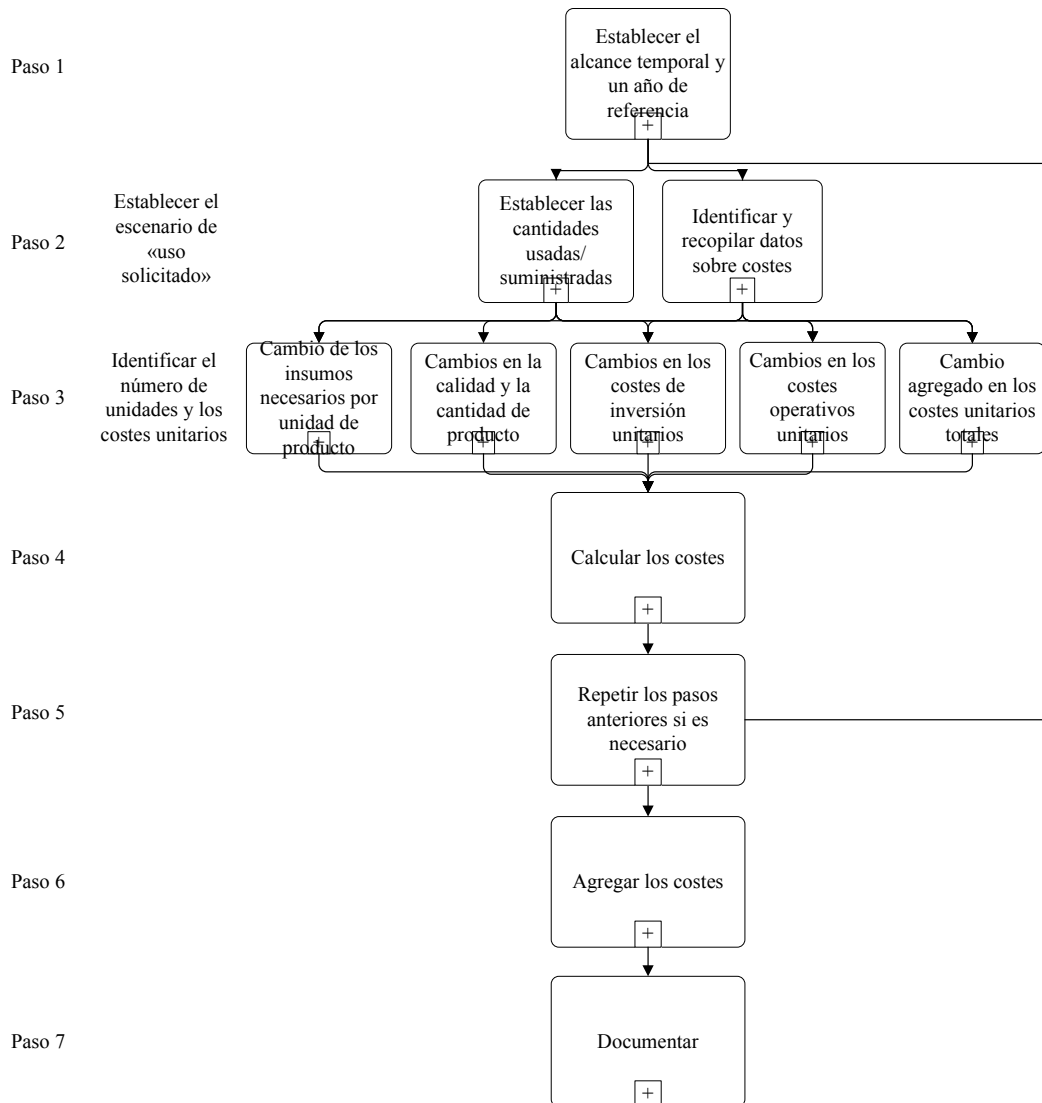 Paso 1
Establecer el
alcance temporal y
un año de
referencia
+
Paso 2
Establecer el
escenario de
«uso
solicitado»
Establecer las
cantidades
usadas/
suministradas
+
Identificar y
recopilar datos
sobre costes
+
Paso 3
Identificar el
número de
unidades y los
costes unitarios
Cambio de los
insumos
necesarios por
unidad de
producto
+
Cambios en la
calidad y la
cantidad de
producto
+
Cambios en los
costes de
inversión
unitarios
+
Cambios en los
costes
operativos
unitarios
+
Cambio
agregado en los
costes unitarios
totales
+
Paso 4
Calcular los costes
+
Paso 5
Repetir los pasos
anteriores si es
necesario
+
Paso 6
Agregar los costes
+
Paso 7
Documentar
+